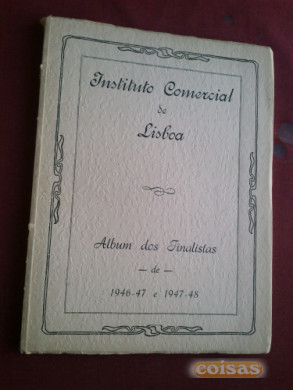 Instituto Comercial
de
Lisboa
Album dos Finalistas
— de —
1946-47 e 1947-48
coisas